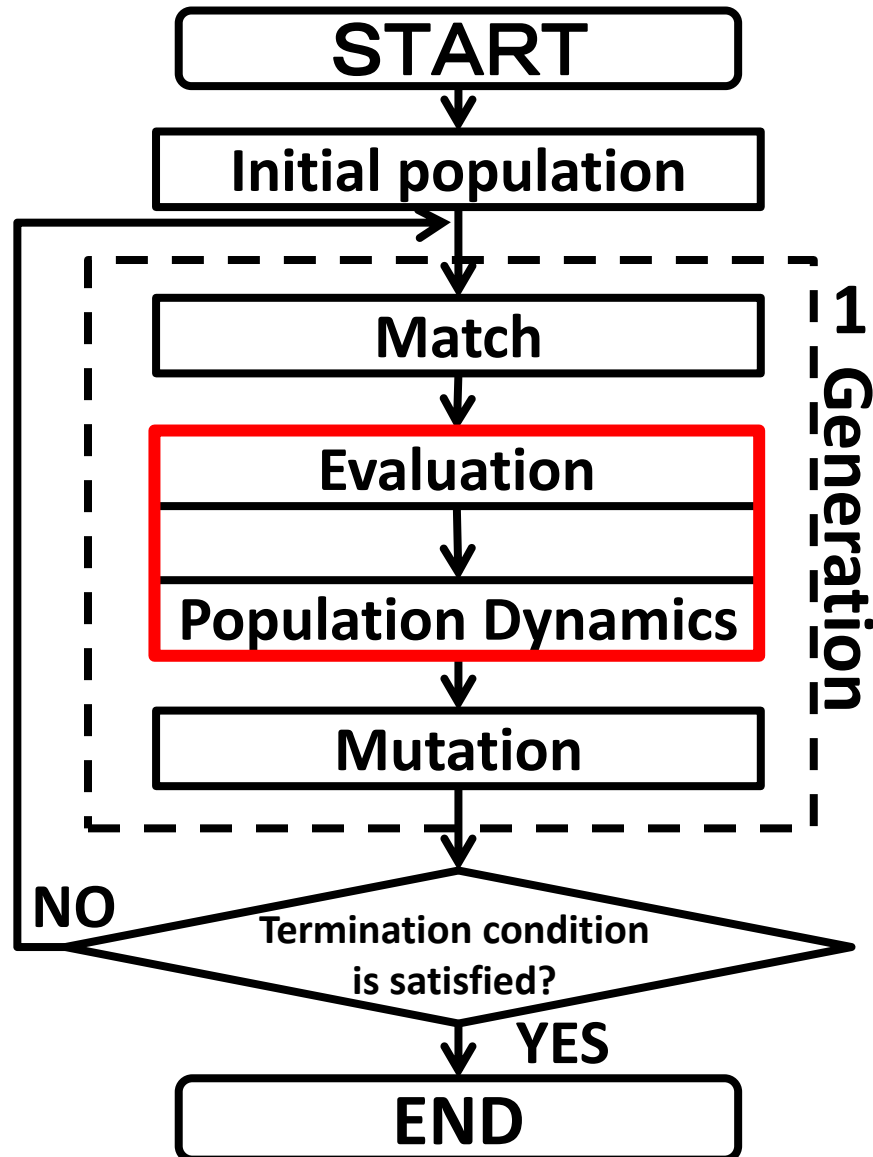 START
Initial population
Match
1 Generation
Evaluation
Population Dynamics
Mutation
Termination condition
is satisfied?
NO
YES
END